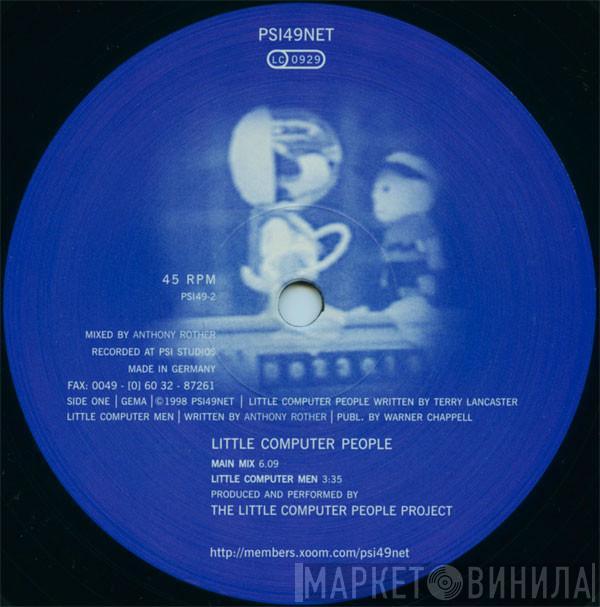 PSI49NET
LC 0929
45 RPM
PSI49-2
MIXED BY ANTHONY ROTHER
RECORDED AT PSI STUDIOS
MADE IN GERMANY
FAX: 0049 - [0] 60 32 - 87261
SIDE ONE | GEMA | ©1998 PSI49NET | LITTLE COMPUTER PEOPLE WRITTEN BY TERRY LANCASTER
LITTLE COMPUTER MEN | WRITTEN BY ANTHONY ROTHER | PUBL. BY WARNER CHAPPELL
LITTLE COMPUTER PEOPLE
MAIN MIX 6.09
LITTLE COMPUTER MEN 3:35
PRODUCED AND PERFORMED BY
THE LITTLE COMPUTER PEOPLE PROJECT
http://members.xoom.com/psi49net
МАРКЕТ ВИНИЛА